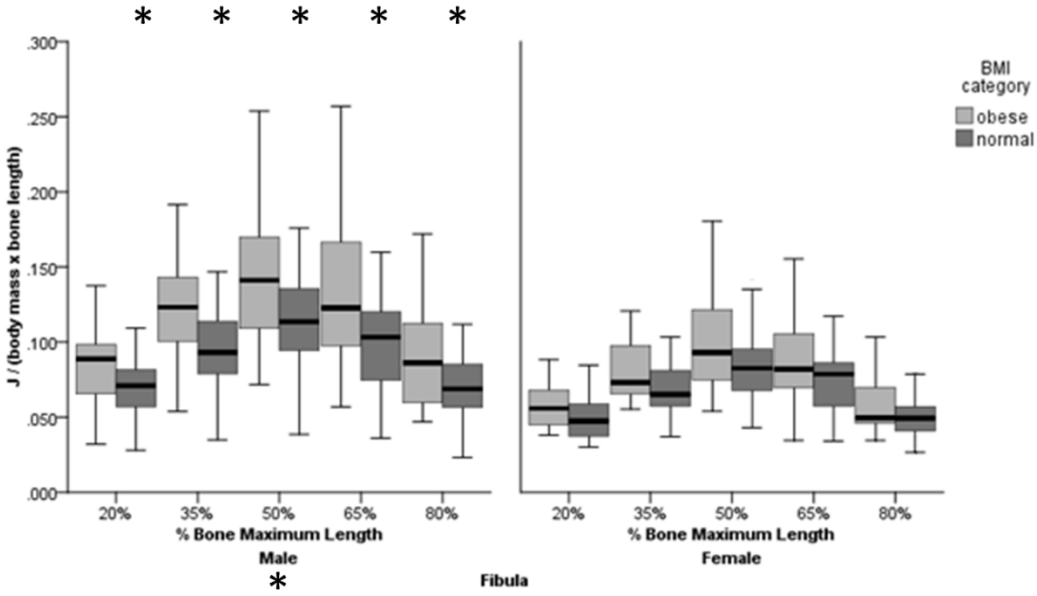 * * * * *
.300
.250
.200
.150
.100
.050
.000
J / (body mass x bone length)
20% 35% 50% 65% 80%
% Bone Maximum Length
Male
*
20% 35% 50% 65% 80%
% Bone Maximum Length
Female
Fibula
BMI
category
obese
normal